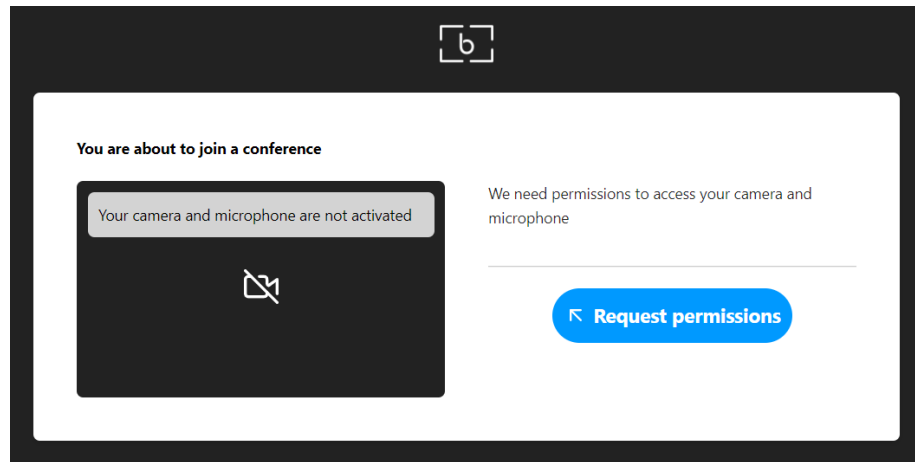 b
You are about to join a conference
Your camera and microphone are not activated
We need permissions to access your camera and
microphone
Request permissions